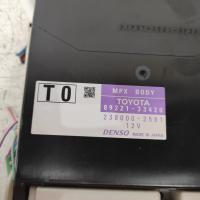 T0
MPX BODY
TOYOTA
89221-33420
238000-2581
12V
DENSO MADE IN JAPAN